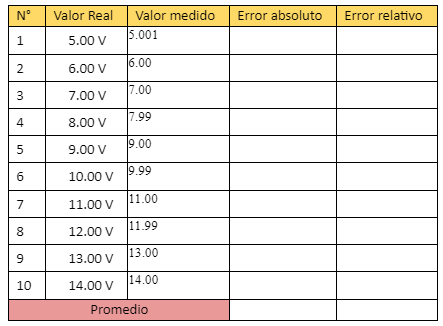 N° Valor Real Valor medido Error absoluto Error relativo
1 5.00 V 5.001
2 6.00 V 6.00
3 7.00 V 7.00
4 8.00 V 7.99
5 9.00 V 9.00
6 10.00 V 9.99
7 11.00 V 11.00
8 12.00 V 11.99
9 13.00 V 13.00
10 14.00 V 14.00
Promedio